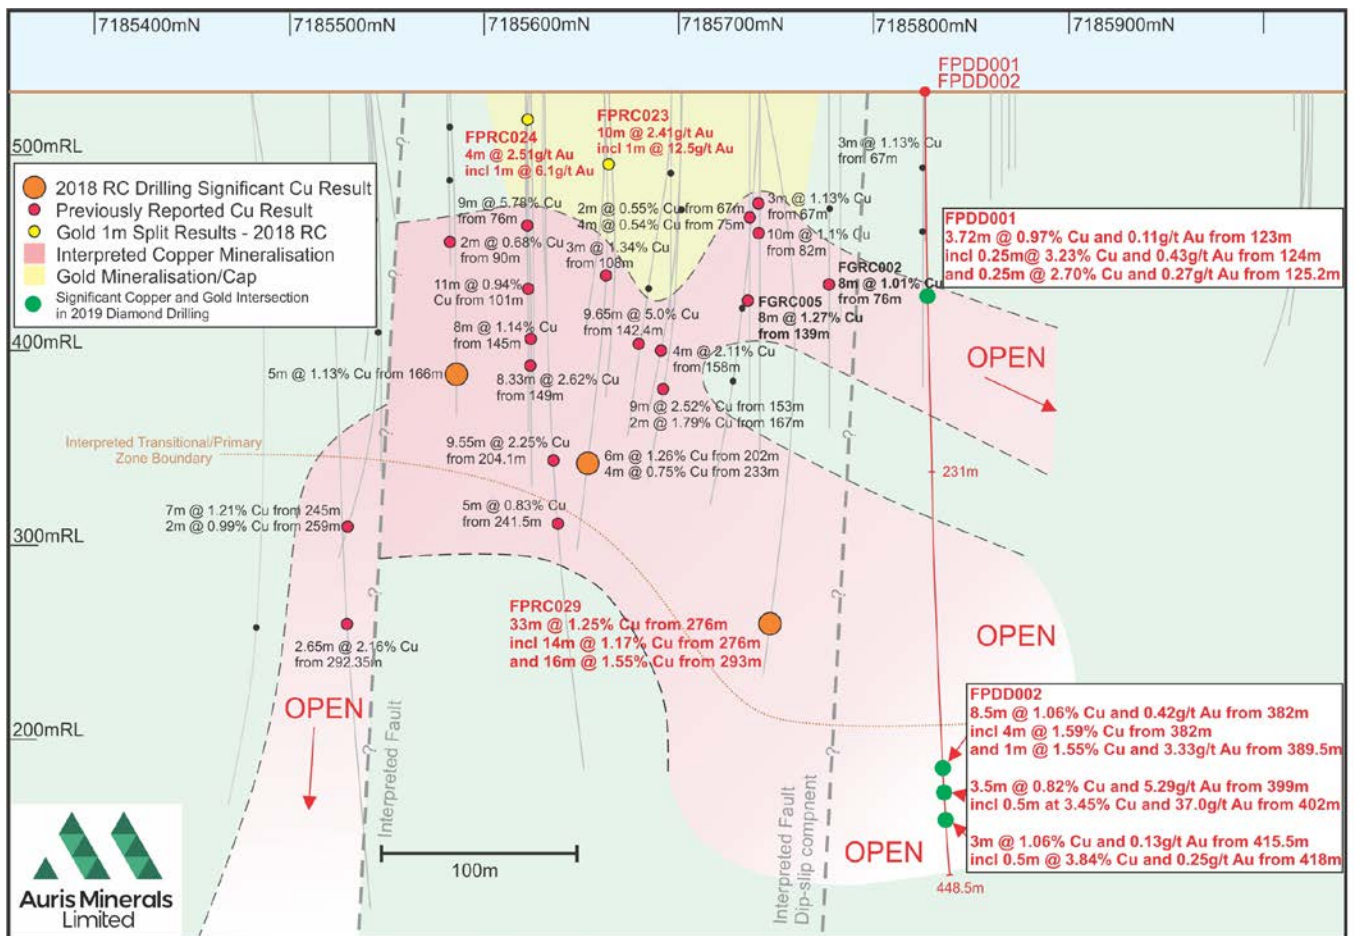 7185400mN
7185500mN
7185600mN
7185700mN
7185800mN
7185900mN
FPDD001
FPDD002
500mRL
400mRL
300mRL
200mRL
2018 RC Drilling Significant Cu Result
Previously Reported Cu Result
Gold 1m Split Results - 2018 RC
Interpreted Copper Mineralisation
Gold Mineralisation/Cap
Significant Copper and Gold Intersection
in 2019 Diamond Drilling
FPRC024
4m @ 2.51g/t Au
incl 1m @ 6.1g/t Au
FPRC023
10m @ 2.41g/t Au
incl 1m @ 12.5g/t Au
3m @ 1.13% Cu
from 67m
9m @ 5.78% Cu
from 76m
2m @ 0.68% Cu
from 90m
2m @ 0.55% Cu from 67m
4m @ 0.54% Cu from 75m
3m @ 1.34% Cu
from 108m
3m @ 1.13% Cu
from 67m
10m @ 1.1% Cu
from 82m
FPDD001
3.72m @ 0.97% Cu and 0.11g/t Au from 123m
incl 0.25m@ 3.23% Cu and 0.43g/t Au from 124m
and 0.25m @ 2.70% Cu and 0.27g/t Au from 125.2m
11m @ 0.94%
Cu from 101m
FGRC002
8m @ 1.01% Cu
from 76m
FGRC005
8m @ 1.27% Cu
from 139m
8m @ 1.14% Cu
from 145m
9.65m @ 5.0% Cu
from 142.4m
4m @ 2.11% Cu
from 158m
5m @ 1.13% Cu from 166m
8.33m @ 2.62% Cu
from 149m
9m @ 2.52% Cu from 153m
2m @ 1.79% Cu from 167m
OPEN
Interpreted Transitional/Primary
Zone Boundary
9.55m @ 2.25% Cu
from 204.1m
6m @ 1.26% Cu from 202m
4m @ 0.75% Cu from 233m
231m
7m @ 1.21% Cu from 245m
2m @ 0.99% Cu from 259m
5m @ 0.83% Cu
from 241.5m
FPRC029
33m @ 1.25% Cu from 276m
incl 14m @ 1.17% Cu from 276m
and 16m @ 1.55% Cu from 293m
2.65m @ 2.16% Cu
from 292.35m
OPEN
OPEN
FPDD002
8.5m @ 1.06% Cu and 0.42g/t Au from 382m
incl 4m @ 1.59% Cu from 382m
and 1m @ 1.55% Cu and 3.33g/t Au from 389.5m
3.5m @ 0.82% Cu and 5.29g/t Au from 399m
incl 0.5m at 3.45% Cu and 37.0g/t Au from 402m
3m @ 1.06% Cu and 0.13g/t Au from 415.5m
incl 0.5m @ 3.84% Cu and 0.25g/t Au from 418m
OPEN
448.5m
Interpreted Fault
Interpreted Fault
Dip-slip compnent
?
?
?
?
?
?
?
?
100m
Auris Minerals
Limited